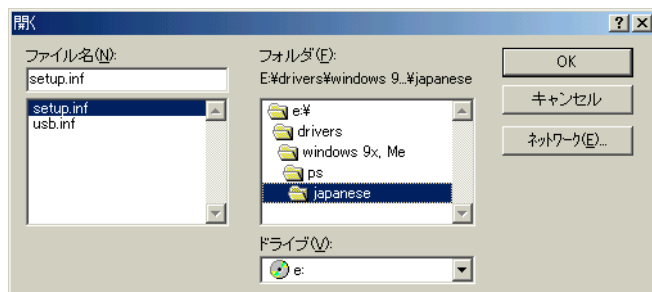 開く
ファイル名(N):
setup.inf
setup.inf
usb.inf
フォルダ(F):
E:¥drivers¥windows 9...¥japanese
e:¥
drivers
windows 9x, Me
ps
japanese
ドライブ(V):
e:
OK
キャンセル
ネットワーク(E)...